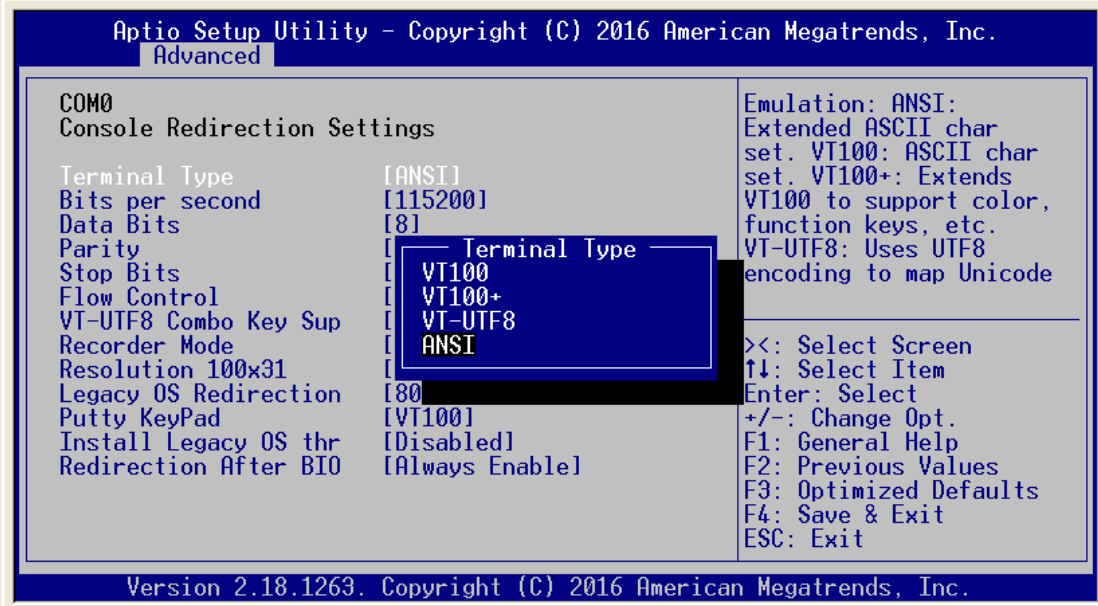 Aptio Setup Utility - Copyright (C) 2016 American Megatrends, Inc.
Advanced
COM0
Console Redirection Settings
Terminal Type [ANSI]
Bits per second [115200]
Data Bits [8]
Parity [
Stop Bits [
Flow Control [
VT-UTF8 Combo Key Sup [
Recorder Mode [
Resolution 100x31 [
Legacy OS Redirection [80
Putty KeyPad [VT100]
Install Legacy OS thr [Disabled]
Redirection After BIO [Always Enable]
Terminal Type
VT100
VT100+
VT-UTF8
ANSI
Emulation: ANSI:
Extended ASCII char
set. VT100: ASCII char
set. VT100+: Extends
VT100 to support color,
function keys, etc.
VT-UTF8: Uses UTF8
encoding to map Unicode
><: Select Screen
↑↓: Select Item
Enter: Select
+/-: Change Opt.
F1: General Help
F2: Previous Values
F3: Optimized Defaults
F4: Save & Exit
ESC: Exit
Version 2.18.1263. Copyright (C) 2016 American Megatrends, Inc.